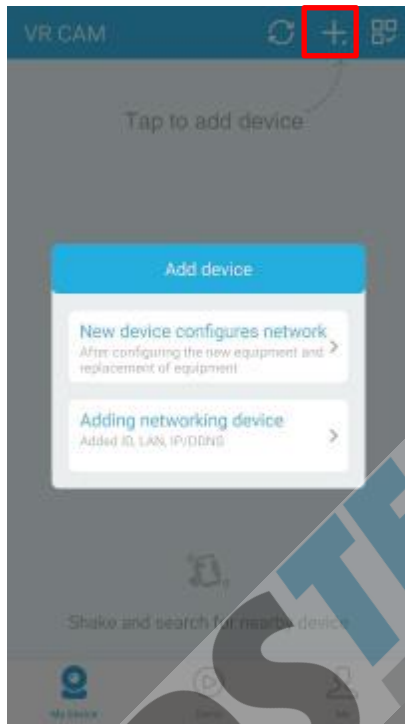 VR CAM
Tap to add device
Add device
New device configures network
After configuring the new equipment and
replacement of equipment
Adding networking device
Added ID, LAN, IP/DDNS
Shake and search for nearby device
My Device